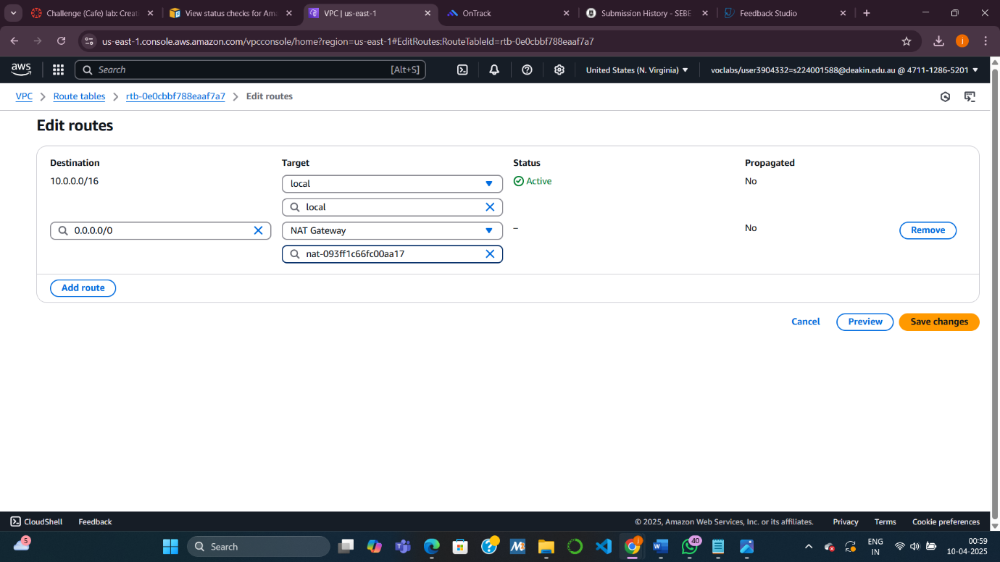 Challenge (Cafe) lab: Creat
View status checks for Ama
VPC | us-east-1
OnTrack
Submission History - SEBE
Feedback Studio
us-east-1.console.aws.amazon.com/vpcconsole/home?region=us-east-1#EditRoutes:RouteTableId=rtb-0e0cbbf788eaaf7a7
j
aws
Search
[Alt+S]
United States (N. Virginia)
voclabs/user3904332=s224001588@deakin.edu.au @ 4711-1286-5201
VPC > Route tables > rtb-0e0cbbf788eaaf7a7 > Edit routes
Edit routes
Destination Target Status Propagated
10.0.0.0/16 local Active No
local
0.0.0.0/0 NAT Gateway – No Remove
nat-093ff1c66fc00aa17
Add route
Cancel Preview Save changes
CloudShell Feedback © 2025, Amazon Web Services, Inc. or its affiliates. Privacy Terms Cookie preferences
5
Search
j
40
ENG
IN
00:59
10-04-2025